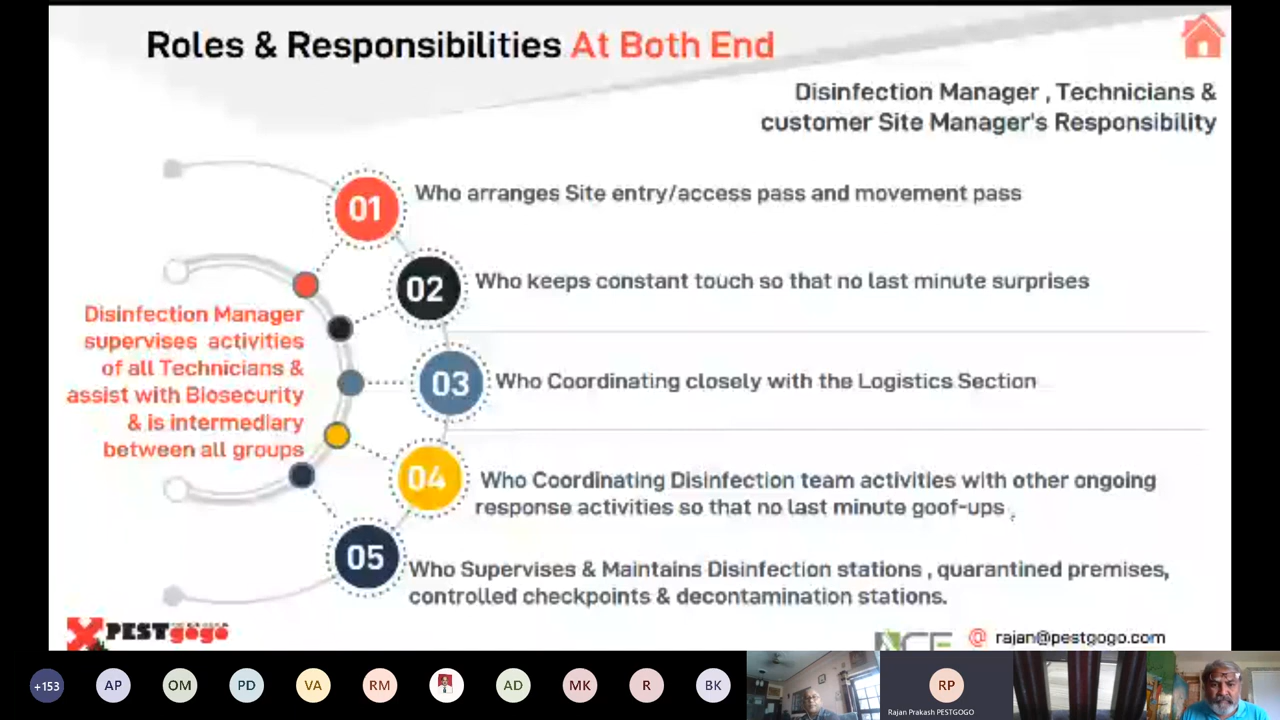 Roles & Responsibilities At Both End
Disinfection Manager , Technicians &
customer Site Manager's Responsibility
01
Who arranges Site entry/access pass and movement pass
02
Who keeps constant touch so that no last minute surprises
Disinfection Manager
supervises activities
of all Technicians &
assist with Biosecurity
& is intermediary
between all groups
03
Who Coordinating closely with the Logistics Section
04
Who Coordinating Disinfection team activities with other ongoing
response activities so that no last minute goof-ups
05
Who Supervises & Maintains Disinfection stations , quarantined premises,
controlled checkpoints & decontamination stations.
PESTgogo
@ rajan@pestgogo.com
+153
AP
OM
PD
VA
RM
AD
MK
R
BK
RP
Rajan Prakash PESTGOGO